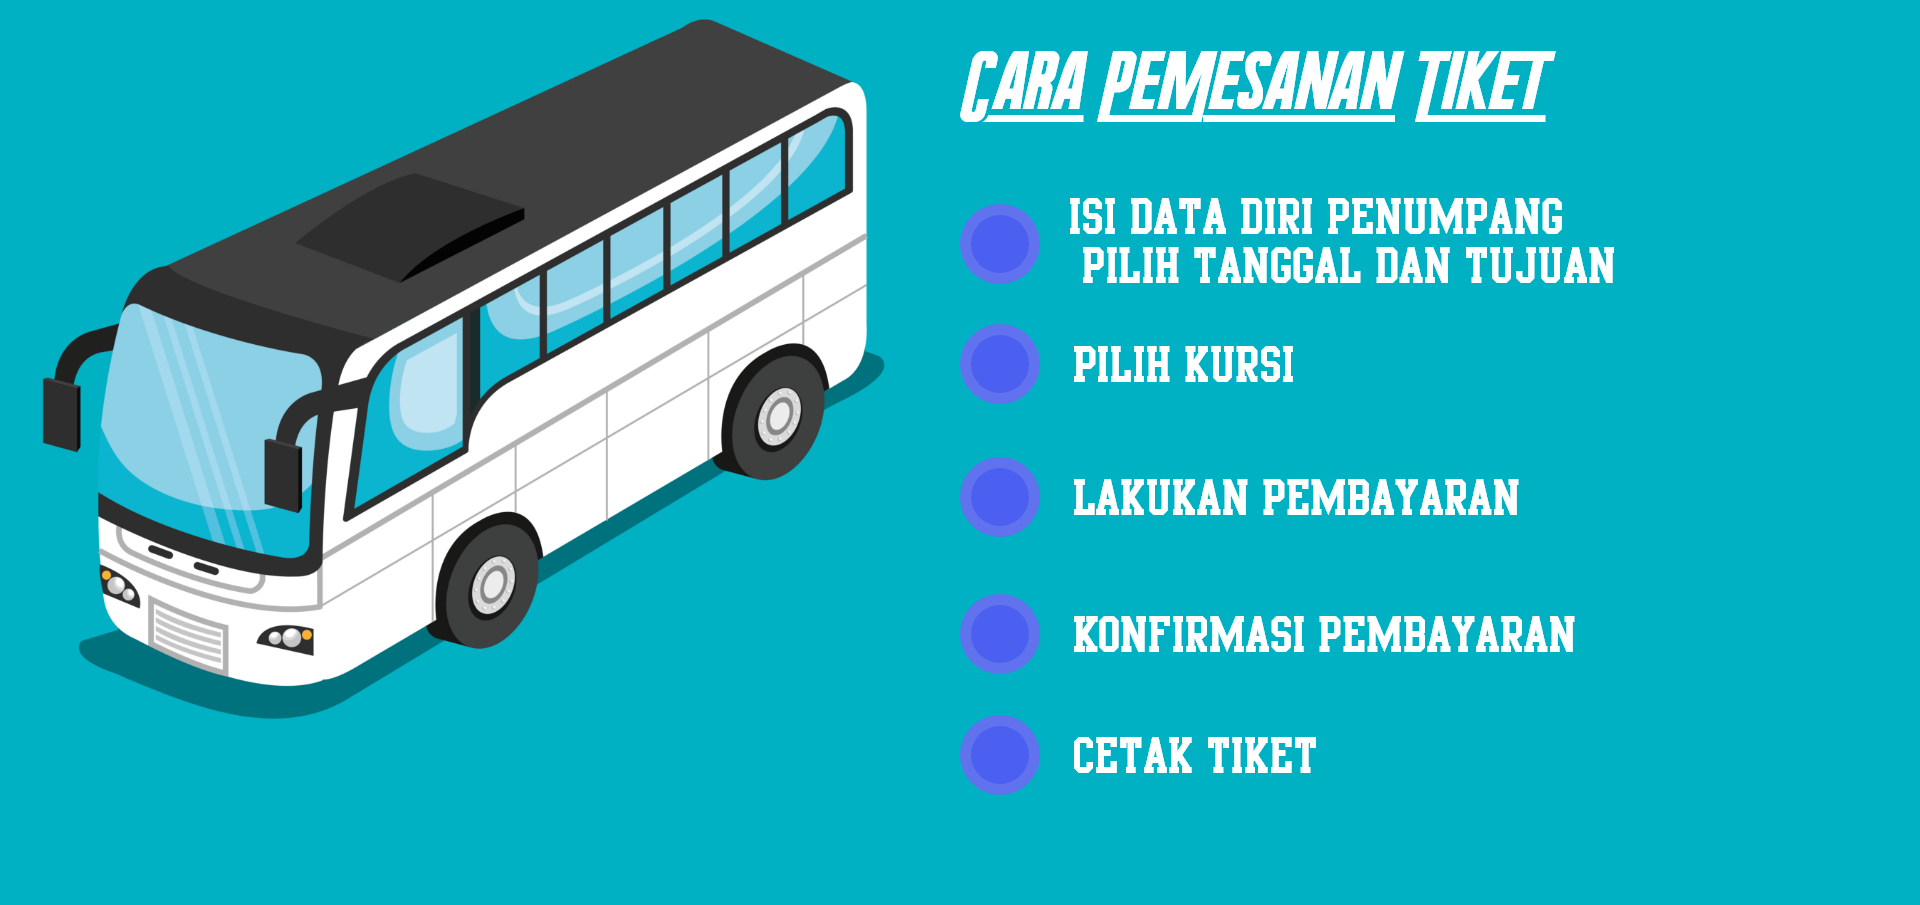 Cara Pemesanan Tiket
ISI DATA DIRI PENUMPANG
PILIH TANGGAL DAN TUJUAN
PILIH KURSI
LAKUKAN PEMBAYARAN
KONFIRMASI PEMBAYARAN
CETAK TIKET